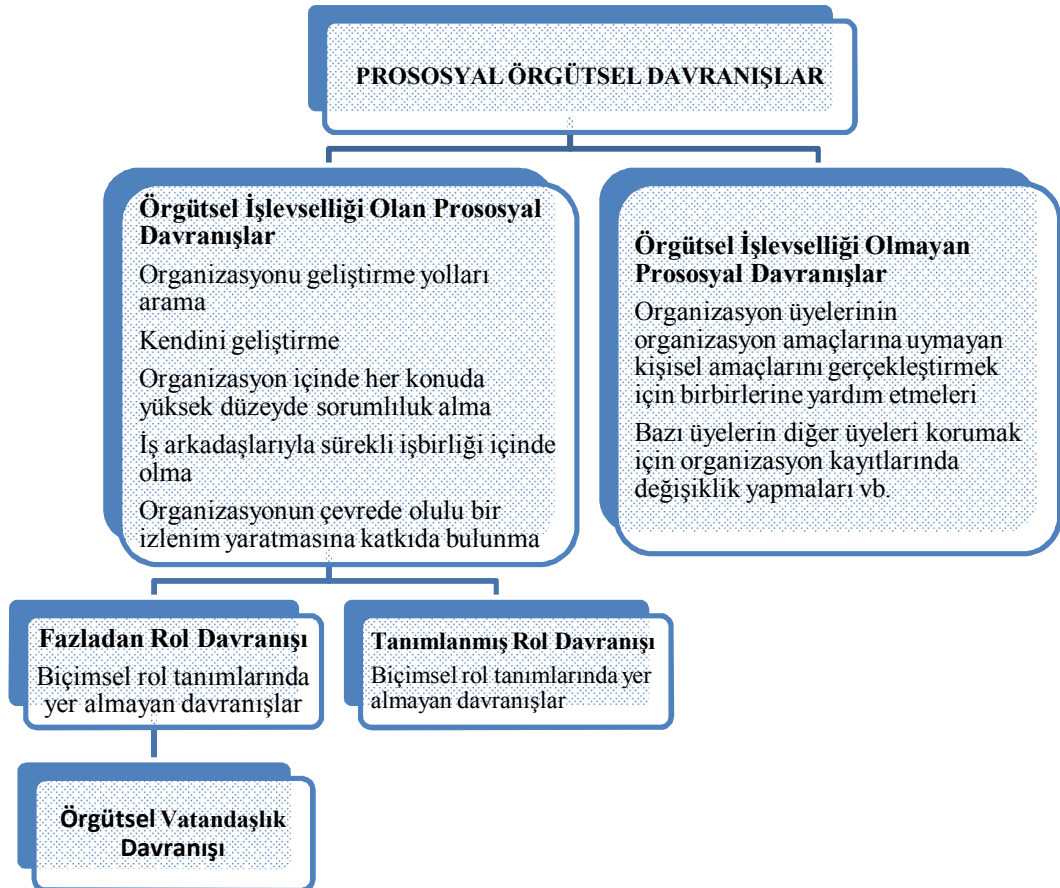 PROSOSYAL ÖRGÜTSEL DAVRANIŞLAR
Örgütsel İşlevselliği Olan Prososyal
Davranışlar
Organizasyonu geliştirme yolları
arama
Kendini geliştirme
Organizasyon içinde her konuda
yüksek düzeyde sorumlıluk alma
İş arkadaşlarıyla sürekli işbirliği içinde
olma
Organizasyonun çevrede olulu bir
izlenim yaratmasına katkıda bulunma
Örgütsel İşlevselliği Olmayan
Prososyal Davranışlar
Organizasyon üyelerinin
organizasyon amaçlarına uymayan
kişisel amaçlarını gerçekleştirmek
için birbirlerine yardım etmeleri
Bazı üyelerin diğer üyeleri korumak
için organizasyon kayıtlarında
değişiklik yapmaları vb.
Fazladan Rol Davranışı
Biçimsel rol tanımlarında
yer almayan davranışlar
Tanımlanmış Rol Davranışı
Biçimsel rol tanımlarında yer
almayan davranışlar
Örgütsel Vatandaşlık
Davranışı